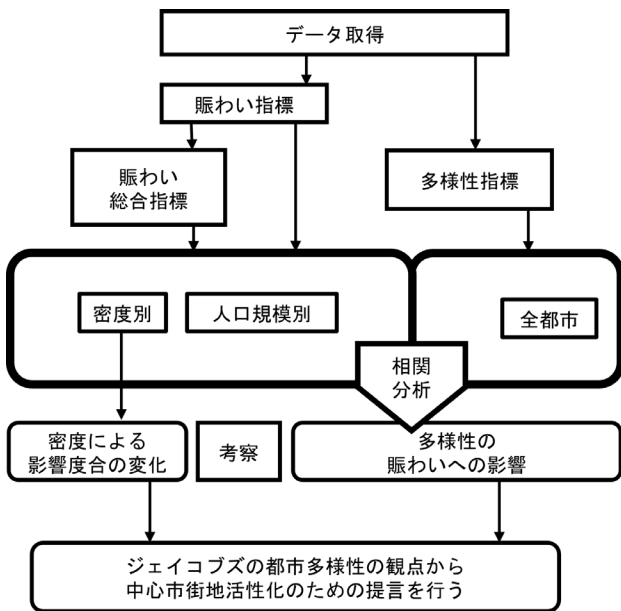 データ取得
賑わい指標
賑わい
総合指標
多様性指標
密度別
人口規模別
全都市
相関
分析
密度による
影響度合の変化
考察
多様性の
賑わいへの影響
ジェイコブズの都市多様性の観点から
中心市街地活性化のための提言を行う